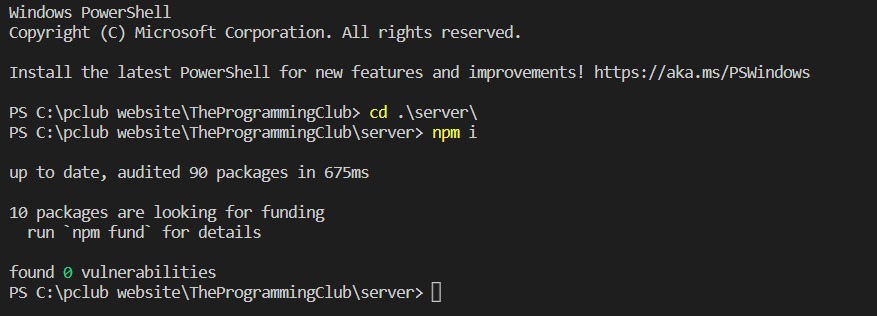 Windows PowerShell
Copyright (C) Microsoft Corporation. All rights reserved.
Install the latest PowerShell for new features and improvements! https://aka.ms/PSWindows
PS C:\pclub website\TheProgrammingClub> cd .\server\
PS C:\pclub website\TheProgrammingClub\server> npm i
up to date, audited 90 packages in 675ms
10 packages are looking for funding
  run `npm fund` for details
found 0 vulnerabilities
PS C:\pclub website\TheProgrammingClub\server>